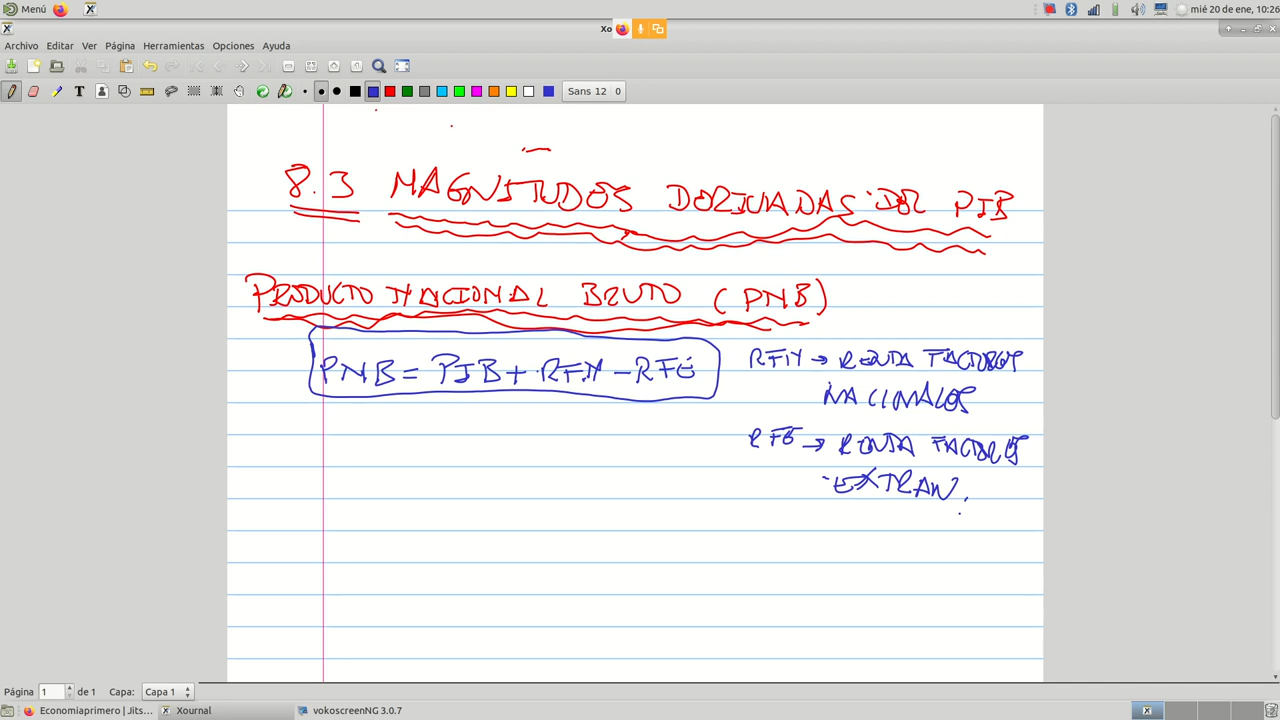 Menú
mié 20 de ene, 10:26
Xo
Archivo Editar Ver Página Herramientas Opciones Ayuda
Sans 12 0
8.3 MAGNITUDES DERIVADAS DEL PIB
PRODUCTO NACIONAL BRUTO (PNB)
PNB = PIB + RFN - RFE
RFN → RENTA FACTORES
NACIONALES
RFE → RENTA FACTORES
EXTRAN.
Página 1 de 1 Capa: Capa 1
Economiaprimero | Jits... Xournal vokoscreenNG 3.0.7